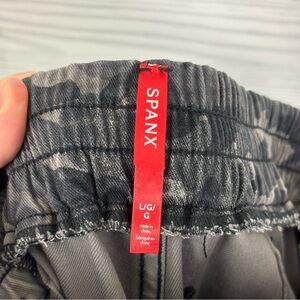 SPANX
L/G/
G
made in
china
fabriqué en
chine